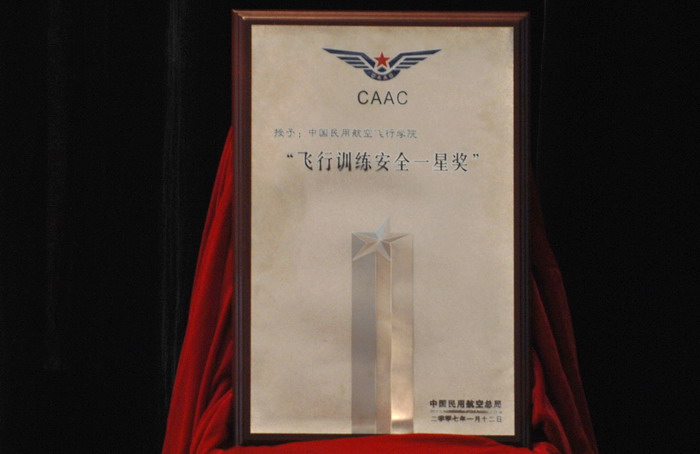 CAAC
CAAC
授予：中国民用航空飞行学院
“飞行训练安全一星奖”
中国民用航空总局
二零零七年一月十二日